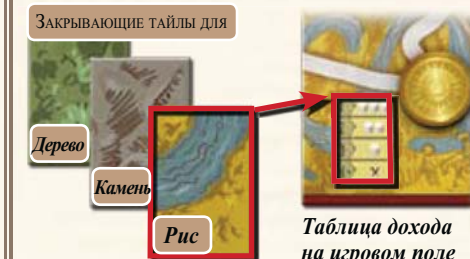 Закрывающие тайлы для
Дерево
Камень
Рис
Таблица дохода
на игровом поле